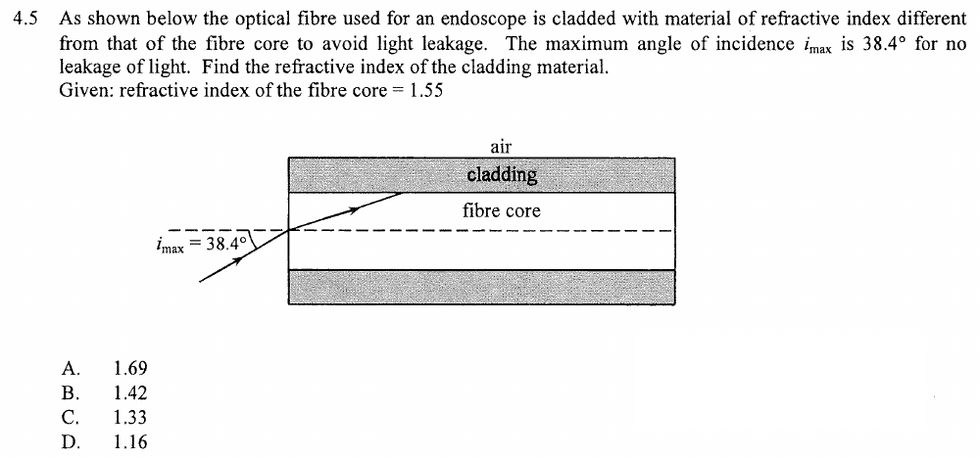 4.5 As shown below the optical fibre used for an endoscope is cladded with material of refractive index different
from that of the fibre core to avoid light leakage. The maximum angle of incidence imax is 38.4° for no
leakage of light. Find the refractive index of the cladding material.
Given: refractive index of the fibre core = 1.55
air
cladding
fibre core
imax = 38.4°
A. 1.69
B. 1.42
C. 1.33
D. 1.16